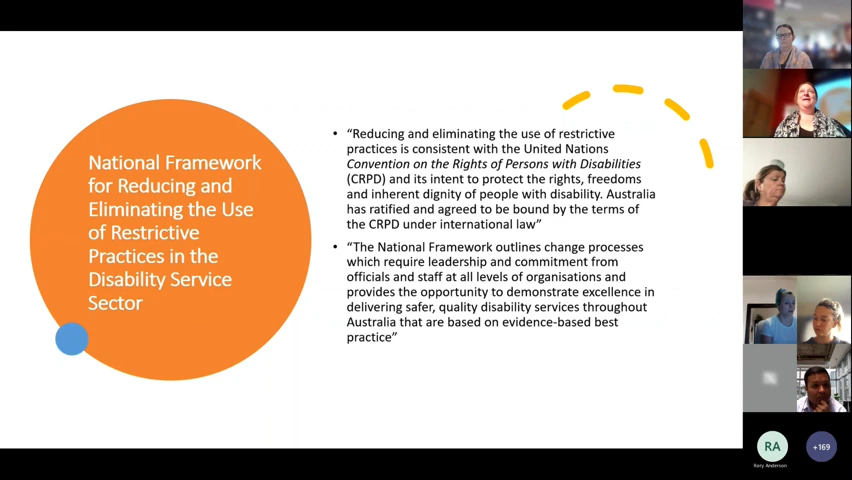 National Framework
for Reducing and
Eliminating the Use
of Restrictive
Practices in the
Disability Service
Sector
• “Reducing and eliminating the use of restrictive
practices is consistent with the United Nations
Convention on the Rights of Persons with Disabilities
(CRPD) and its intent to protect the rights, freedoms
and inherent dignity of people with disability. Australia
has ratified and agreed to be bound by the terms of
the CRPD under international law”
• “The National Framework outlines change processes
which require leadership and commitment from
officials and staff at all levels of organisations and
provides the opportunity to demonstrate excellence in
delivering safer, quality disability services throughout
Australia that are based on evidence-based best
practice”
RA
+169
Rory Anderson